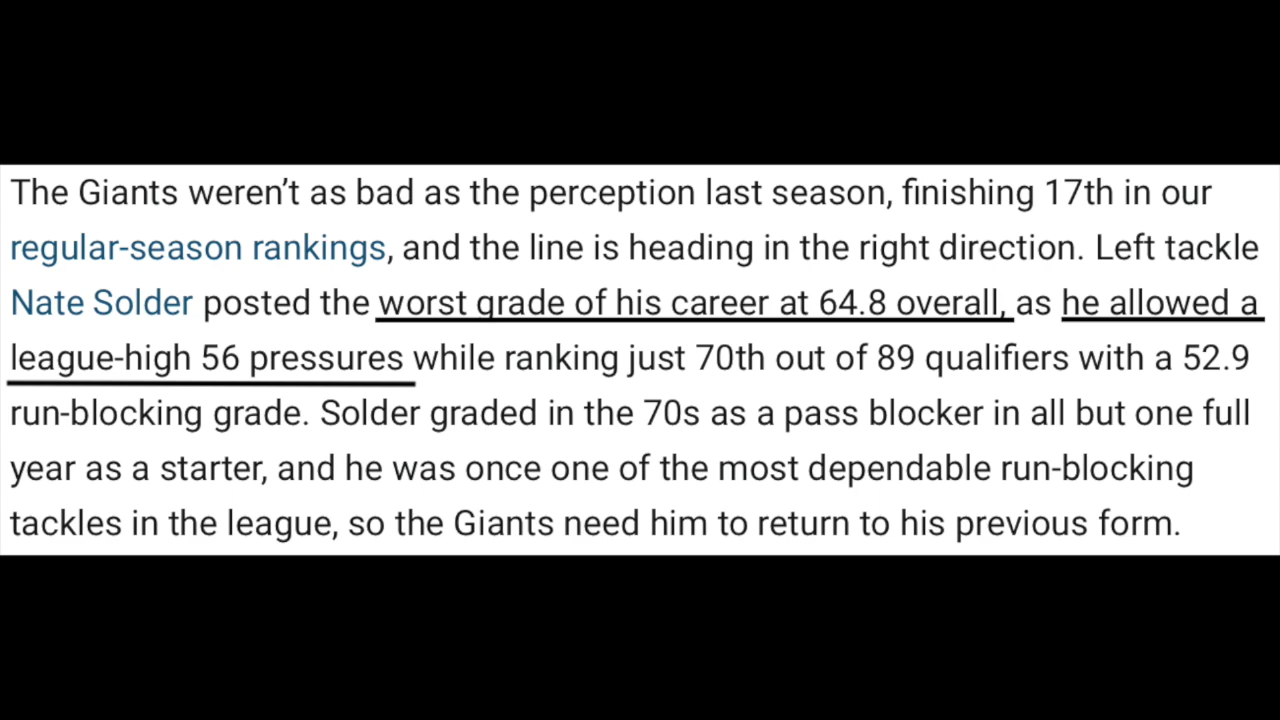 The Giants weren’t as bad as the perception last season, finishing 17th in our
regular-season rankings, and the line is heading in the right direction. Left tackle
Nate Solder posted the worst grade of his career at 64.8 overall, as he allowed a
league-high 56 pressures while ranking just 70th out of 89 qualifiers with a 52.9
run-blocking grade. Solder graded in the 70s as a pass blocker in all but one full
year as a starter, and he was once one of the most dependable run-blocking
tackles in the league, so the Giants need him to return to his previous form.